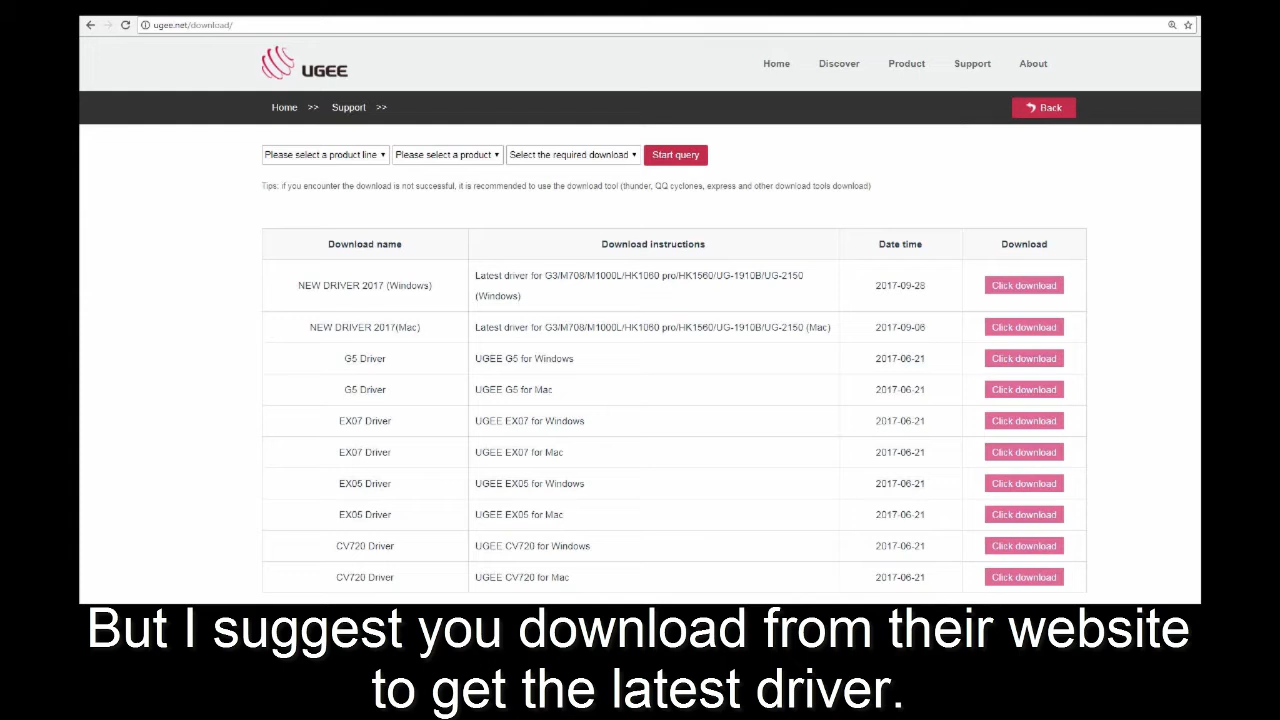 ugee.net/download/
UGEE
Home Discover Product Support About
Home >> Support >>
Back
Please select a product line Please select a product Select the required download Start query
Tips: if you encounter the download is not successful, it is recommended to use the download tool (thunder, QQ cyclones, express and other download tools download)
Download name Download instructions Date time Download
NEW DRIVER 2017 (Windows) Latest driver for G3/M708/M1000L/HK1060 pro/HK1560/UG-1910B/UG-2150 (Windows) 2017-09-28 Click download
NEW DRIVER 2017(Mac) Latest driver for G3/M708/M1000L/HK1060 pro/HK1560/UG-1910B/UG-2150 (Mac) 2017-09-06 Click download
G5 Driver UGEE G5 for Windows 2017-06-21 Click download
G5 Driver UGEE G5 for Mac 2017-06-21 Click download
EX07 Driver UGEE EX07 for Windows 2017-06-21 Click download
EX07 Driver UGEE EX07 for Mac 2017-06-21 Click download
EX05 Driver UGEE EX05 for Windows 2017-06-21 Click download
EX05 Driver UGEE EX05 for Mac 2017-06-21 Click download
CV720 Driver UGEE CV720 for Windows 2017-06-21 Click download
CV720 Driver UGEE CV720 for Mac 2017-06-21 Click download
But I suggest you download from their website
to get the latest driver.